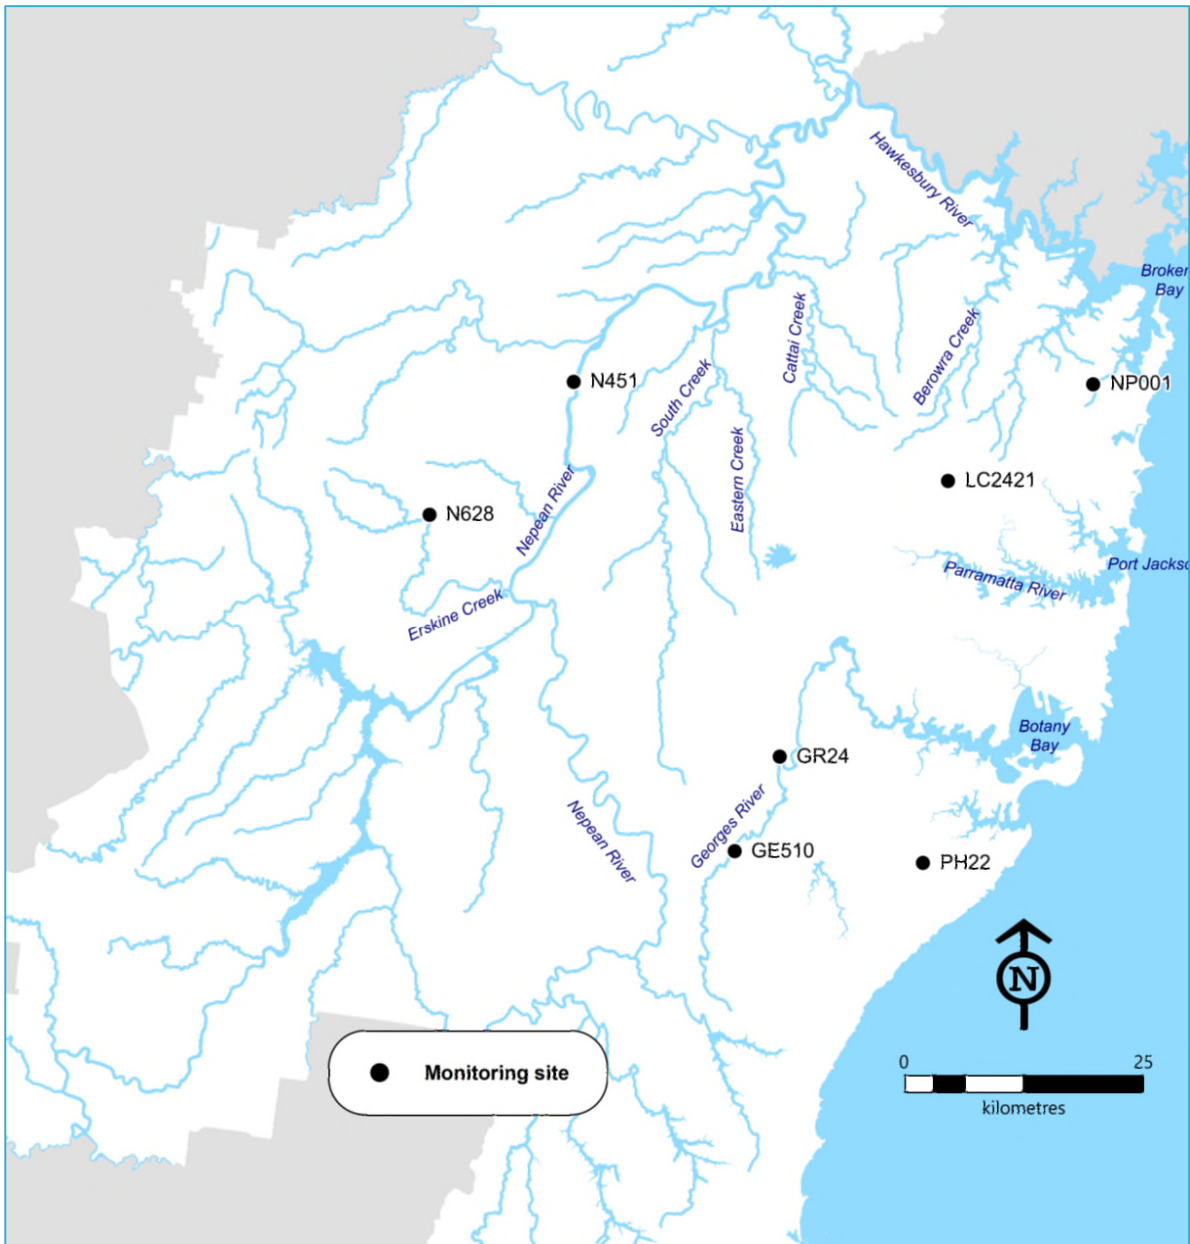 Hawkesbury River
Broken
Bay
Cattai Creek
Berowra Creek
South Creek
N451
NP001
Eastern Creek
LC2421
Nepean River
N628
Parramatta River
Port Jackso
Erskine Creek
Botany
Bay
GR24
Georges River
Nepean River
GE510
PH22
N
0 25
kilometres
Monitoring site